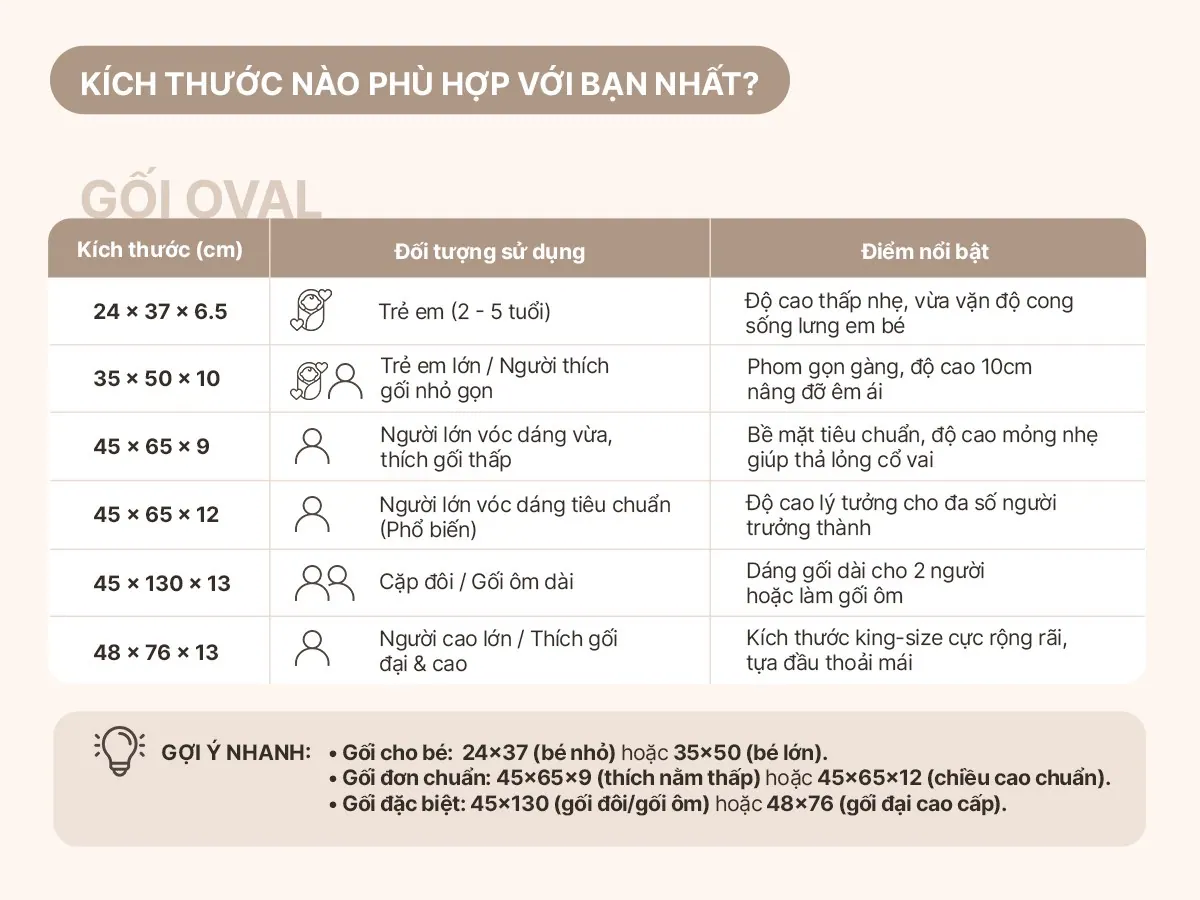 KÍCH THƯỚC NÀO PHÙ HỢP VỚI BẠN NHẤT?
GỐI OVAL
Kích thước (cm) Đối tượng sử dụng Điểm nổi bật
24 × 37 × 6.5
Trẻ em (2 - 5 tuổi)
Độ cao thấp nhẹ, vừa vặn độ cong
sống lưng em bé
35 × 50 × 10
Trẻ em lớn / Người thích
gối nhỏ gọn
Phom gọn gàng, độ cao 10cm
nâng đỡ êm ái
45 × 65 × 9
Người lớn vóc dáng vừa,
thích gối thấp
Bề mặt tiêu chuẩn, độ cao mỏng nhẹ
giúp thả lỏng cổ vai
45 × 65 × 12
Người lớn vóc dáng tiêu chuẩn
(Phổ biến)
Độ cao lý tưởng cho đa số người
trưởng thành
45 × 130 × 13
Cặp đôi / Gối ôm dài
Dáng gối dài cho 2 người
hoặc làm gối ôm
48 × 76 × 13
Người cao lớn / Thích gối
đại & cao
Kích thước king-size cực rộng rãi,
tựa đầu thoải mái
GỢI Ý NHANH: • Gối cho bé: 24×37 (bé nhỏ) hoặc 35×50 (bé lớn).
• Gối đơn chuẩn: 45×65×9 (thích nằm thấp) hoặc 45×65×12 (chiều cao chuẩn).
• Gối đặc biệt: 45×130 (gối đôi/gối ôm) hoặc 48×76 (gối đại cao cấp).